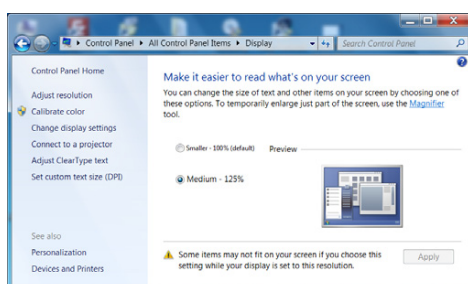 Control Panel ▸ All Control Panel Items ▸ Display
Search Control Panel
Control Panel Home
Adjust resolution
Calibrate color
Change display settings
Connect to a projector
Adjust ClearType text
Set custom text size (DPI)
See also
Personalization
Devices and Printers
Make it easier to read what's on your screen
You can change the size of text and other items on your screen by choosing one of
these options. To temporarily enlarge just part of the screen, use the Magnifier
tool.
Smaller - 100% (default) Preview
Medium - 125%
Some items may not fit on your screen if you choose this
setting while your display is set to this resolution.
Apply